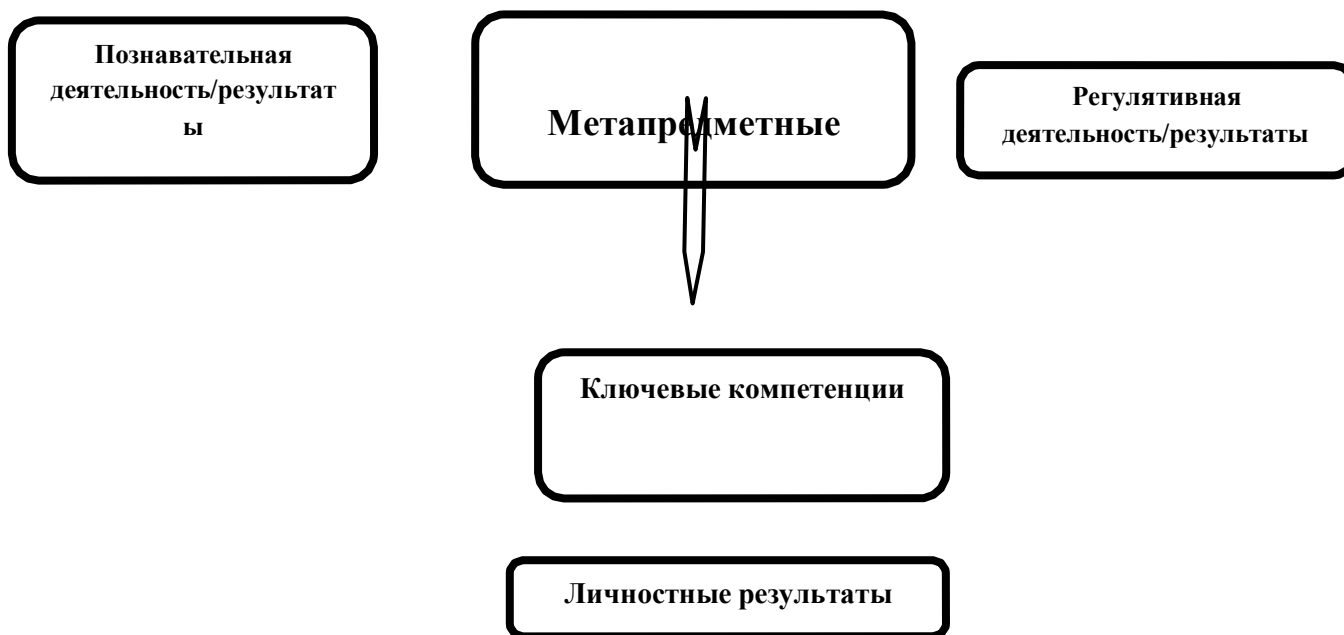 Познавательная
деятельность/результат
ы
Метапредметные
Регулятивная
деятельность/результаты
Ключевые компетенции
Личностные результаты